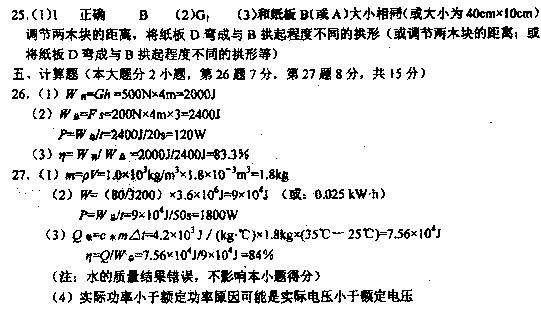 25.(1)1 正确 B (2)G; (3)和纸板B(或A)大小相同(或大小为40cm×10cm)
调节两木块的距离,将纸板D弯成与B拱起程度不同的拱形(或调节两木块的距离;或
将纸板D弯成与B拱起程度不同的拱形等)
五、计算题(本大题分2小题,第26题7分,第27题8分,共15分)
26.(1)W有=Gh=500N×4m=2000J
(2)W总=Fs=200N×4m×3=2400J
P=W总/t=2400J/20s=120W
(3)η=W有/W总=2000J/2400J=83.3%
27.(1)m=ρV=1.0×10³kg/m³×1.8×10⁻³m³=1.8kg
(2)W=(80/3200)×3.6×10⁶J=9×10⁴J (或:0.025kW·h)
P=W总/t=9×10⁴J/50s=1800W
(3)Q吸=c水m△t=4.2×10³J/(kg·℃)×1.8kg×(35℃-25℃)=7.56×10⁴J
η=Q/W总=7.56×10⁴J/9×10⁴J=84%
(注:水的质量结果错误,不影响本小题得分)
(4)实际功率小于额定功率原因可能是实际电压小于额定电压